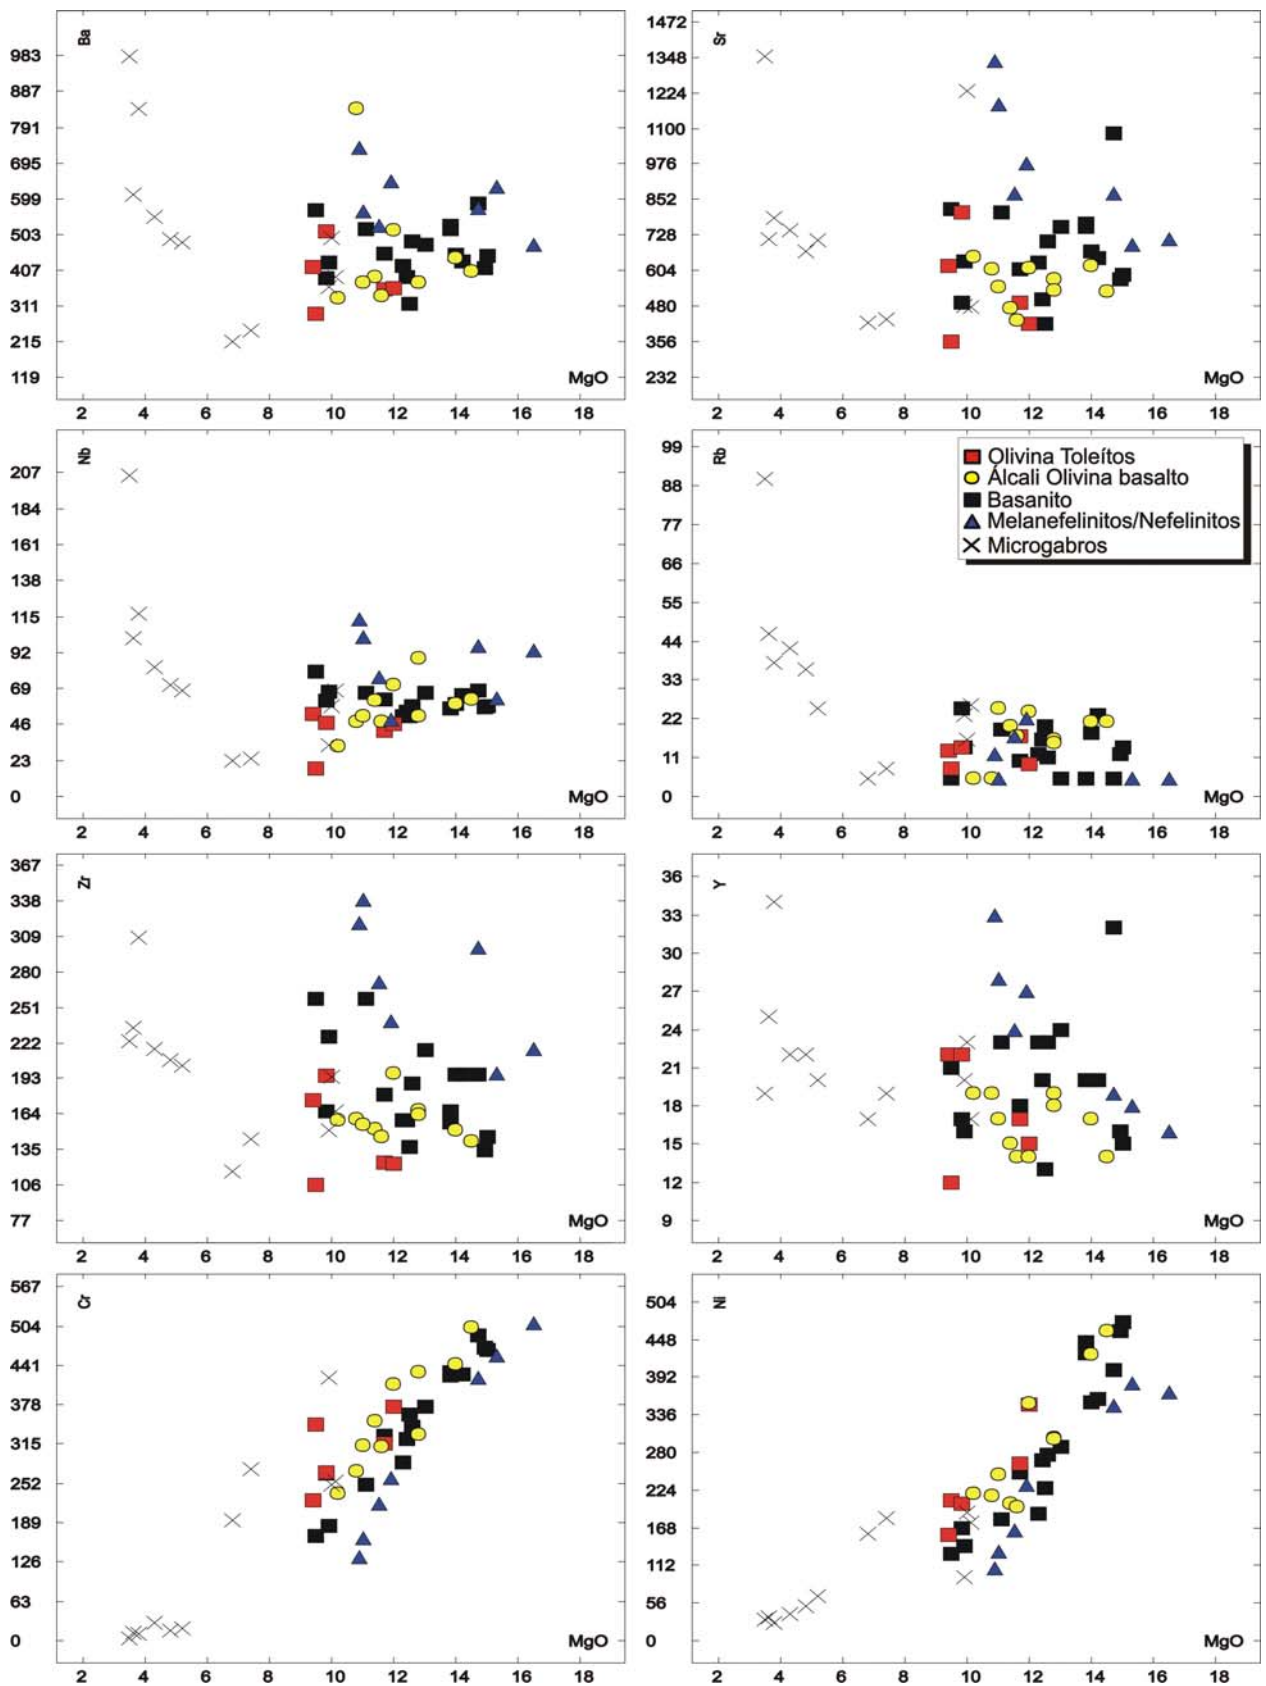 Ba
983
887
791
695
599
503
407
311
215
119
MgO
2 4 6 8 10 12 14 16 18
Sr
1472
1348
1224
1100
976
852
728
604
480
356
232
MgO
2 4 6 8 10 12 14 16 18
Nb
207
184
161
138
115
92
69
46
23
0
MgO
2 4 6 8 10 12 14 16 18
Rb
99
88
77
66
55
44
33
22
11
0
Olivina Toleítos
Álcali Olivina basalto
Basanito
Melanefelinitos/Nefelinitos
Microgabros
MgO
2 4 6 8 10 12 14 16 18
Zr
367
338
309
280
251
222
193
164
135
106
77
MgO
2 4 6 8 10 12 14 16 18
Y
36
33
30
27
24
21
18
15
12
9
MgO
2 4 6 8 10 12 14 16 18
Cr
567
504
441
378
315
252
189
126
63
0
MgO
2 4 6 8 10 12 14 16 18
Ni
504
448
392
336
280
224
168
112
56
0
MgO
2 4 6 8 10 12 14 16 18